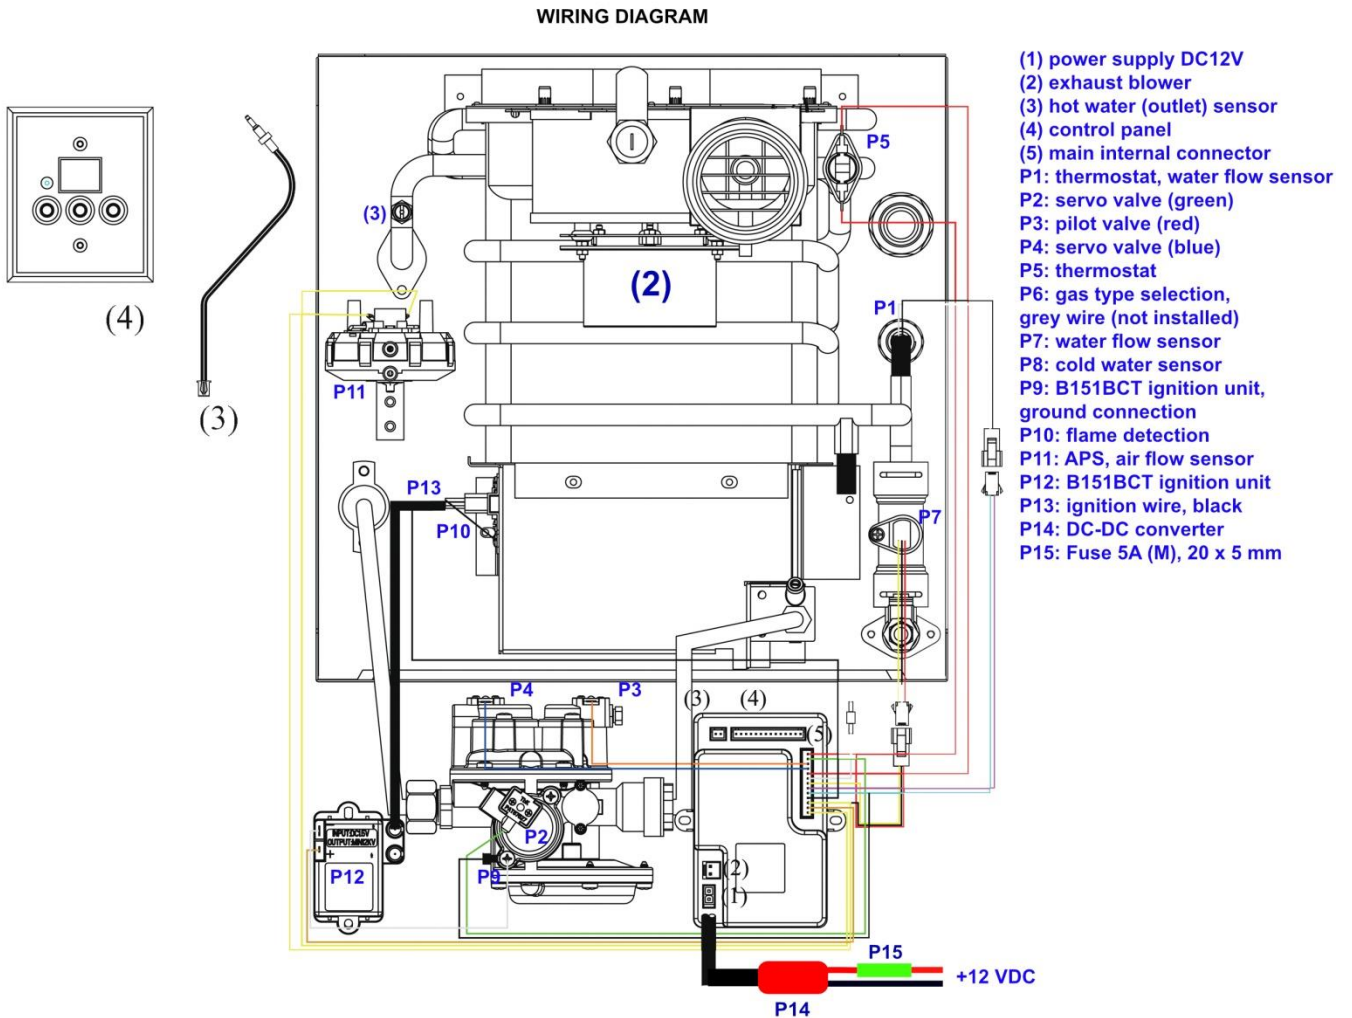 WIRING DIAGRAM
(1) power supply DC12V
(2) exhaust blower
(3) hot water (outlet) sensor
(4) control panel
(5) main internal connector
P1: thermostat, water flow sensor
P2: servo valve (green)
P3: pilot valve (red)
P4: servo valve (blue)
P5: thermostat
P6: gas type selection,
grey wire (not installed)
P7: water flow sensor
P8: cold water sensor
P9: B151BCT ignition unit,
ground connection
P10: flame detection
P11: APS, air flow sensor
P12: B151BCT ignition unit
P13: ignition wire, black
P14: DC-DC converter
P15: Fuse 5A (M), 20 x 5 mm
P5
(3)
(2)
(4)
P1
P11
(3)
P13
P10
P7
P4
P3
(3)
(4)
(5)
INPUT:DC15V
P2
P12
P9
(2)
(1)
P15
+12 VDC
P14